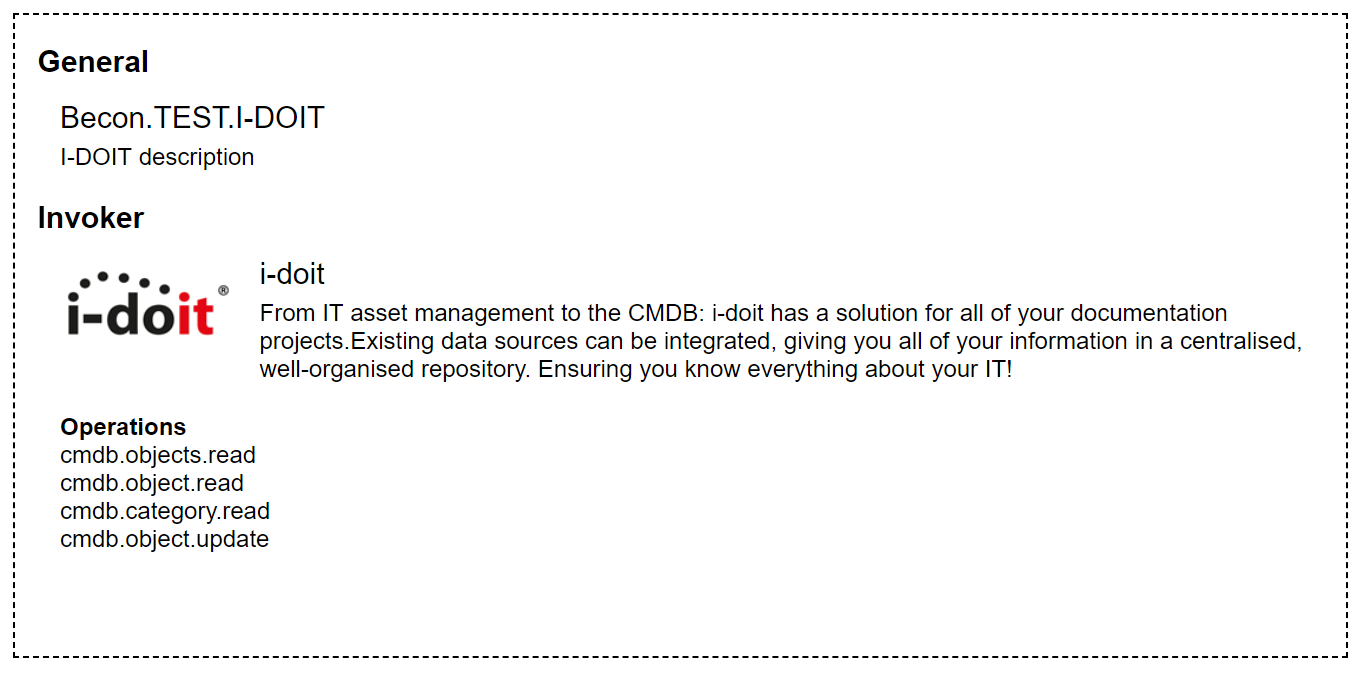 General
Becon.TEST.I-DOIT
I-DOIT description
Invoker
i-doit®
i-doit
From IT asset management to the CMDB: i-doit has a solution for all of your documentation
projects.Existing data sources can be integrated, giving you all of your information in a centralised,
well-organised repository. Ensuring you know everything about your IT!
Operations
cmdb.objects.read
cmdb.object.read
cmdb.category.read
cmdb.object.update